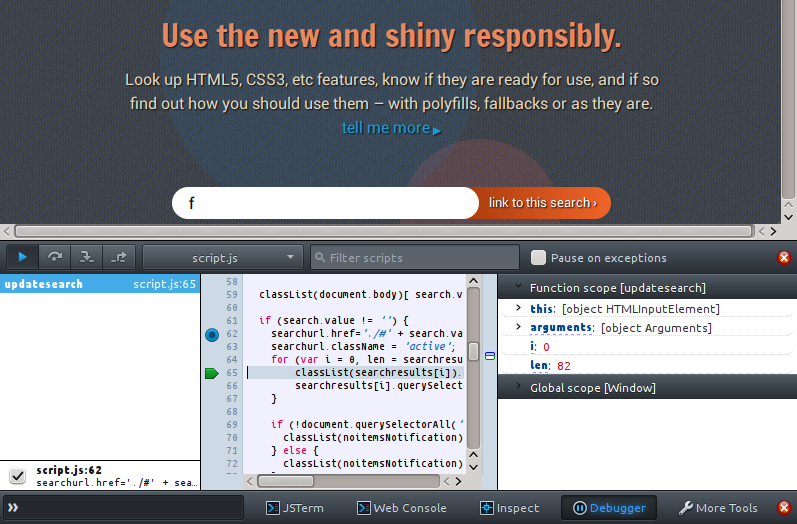 Use the new and shiny responsibly.
Look up HTML5, CSS3, etc features, know if they are ready for use, and if so
find out how you should use them – with polyfills, fallbacks or as they are.
tell me more ▸
f link to this search ›
script.js Filter scripts Pause on exceptions
updatesearch script.js:65
58
59 classList(document.body)[ search.v
60
61 if (search.value != '') {
62 searchurl.href='./#' + search.va
63 searchurl.className = 'active';
64 for (var i = 0, len = searchresu
65 classList(searchresults[i]).
66 searchresults[i].querySelect
67 }
68
69 if (!document.querySelectorAll('
70 classList(noitemsNotification)
71 } else {
72 classList(noitemsNotification)
Function scope [updatesearch]
this: [object HTMLInputElement]
arguments: [object Arguments]
i: 0
len: 82
Global scope [Window]
script.js:62
searchurl.href='./#' + sea…
» JSTerm Web Console Inspect Debugger More Tools